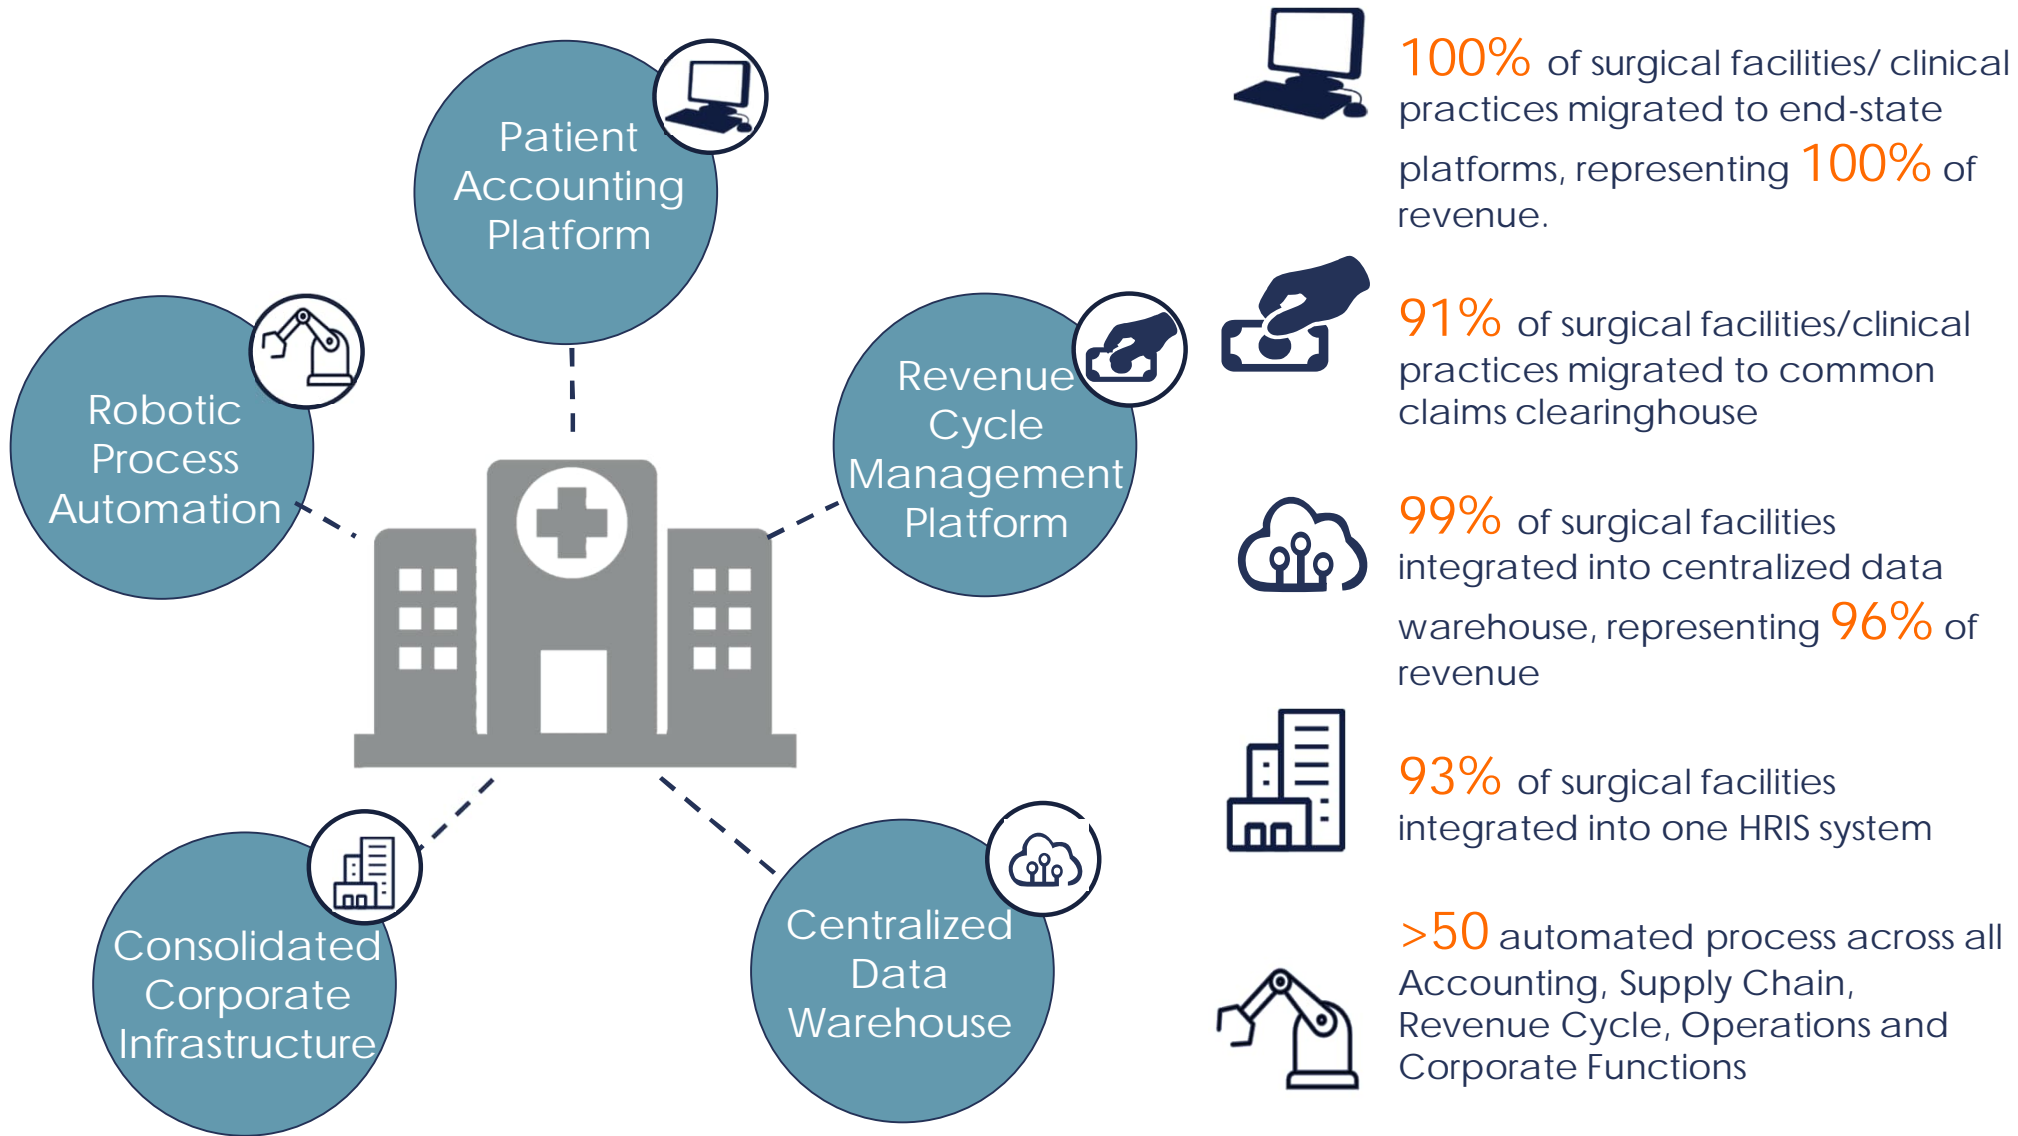 Patient
Accounting
Platform
Robotic
Process
Automation
Revenue
Cycle
Management
Platform
Consolidated
Corporate
Infrastructure
Centralized
Data
Warehouse
100% of surgical facilities/ clinical
practices migrated to end-state
platforms, representing 100% of
revenue.
91% of surgical facilities/clinical
practices migrated to common
claims clearinghouse
99% of surgical facilities
integrated into centralized data
warehouse, representing 96% of
revenue
93% of surgical facilities
integrated into one HRIS system
>50 automated process across all
Accounting, Supply Chain,
Revenue Cycle, Operations and
Corporate Functions